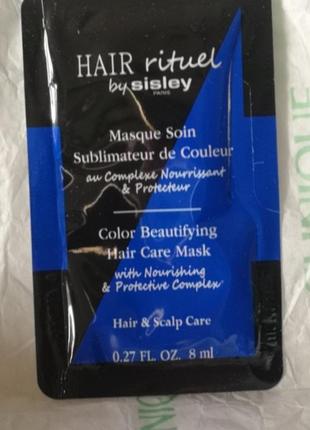 HAIR rituel
by sisley
PARIS
Masque Soin
Sublimateur de Couleur
au Complexe Nourrissant
& Protecteur
Color Beautifying
Hair Care Mask
with Nourishing
& Protective Complex
Hair & Scalp Care
0.27 FL. OZ. 8 ml